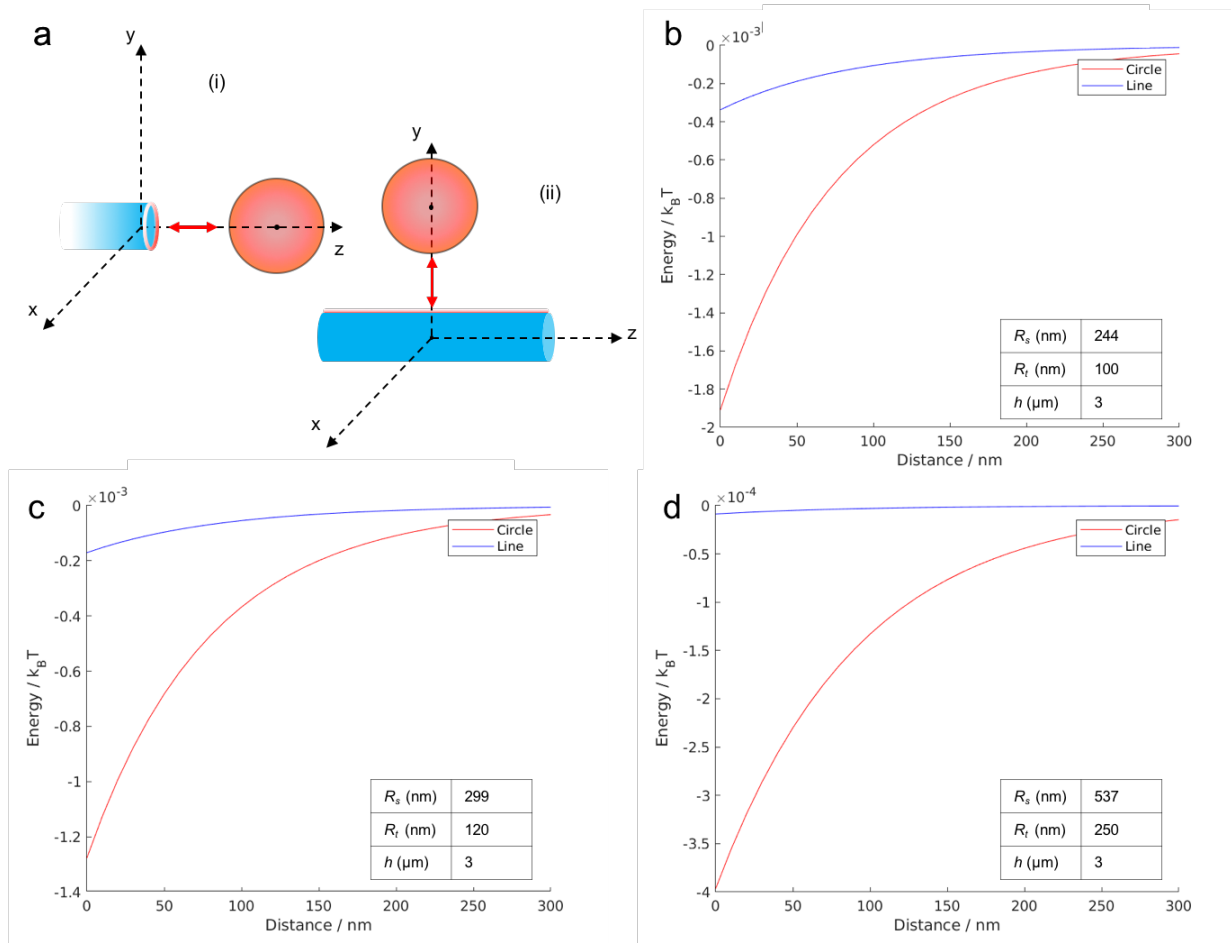 a
(i)
y
x
z
(ii)
y
x
z
b
×10⁻³
0
-0.2
-0.4
-0.6
-0.8
-1
-1.2
-1.4
-1.6
-1.8
-2
Energy / k_BT
Circle
Line
R_s (nm) 244
R_t (nm) 100
h (μm) 3
0 50 100 150 200 250 300
Distance / nm
c
×10⁻³
0
-0.2
-0.4
-0.6
-0.8
-1
-1.2
-1.4
Energy / k_BT
Circle
Line
R_s (nm) 299
R_t (nm) 120
h (μm) 3
0 50 100 150 200 250 300
Distance / nm
d
×10⁻⁴
0
-0.5
-1
-1.5
-2
-2.5
-3
-3.5
-4
Energy / k_BT
Circle
Line
R_s (nm) 537
R_t (nm) 250
h (μm) 3
0 50 100 150 200 250 300
Distance / nm